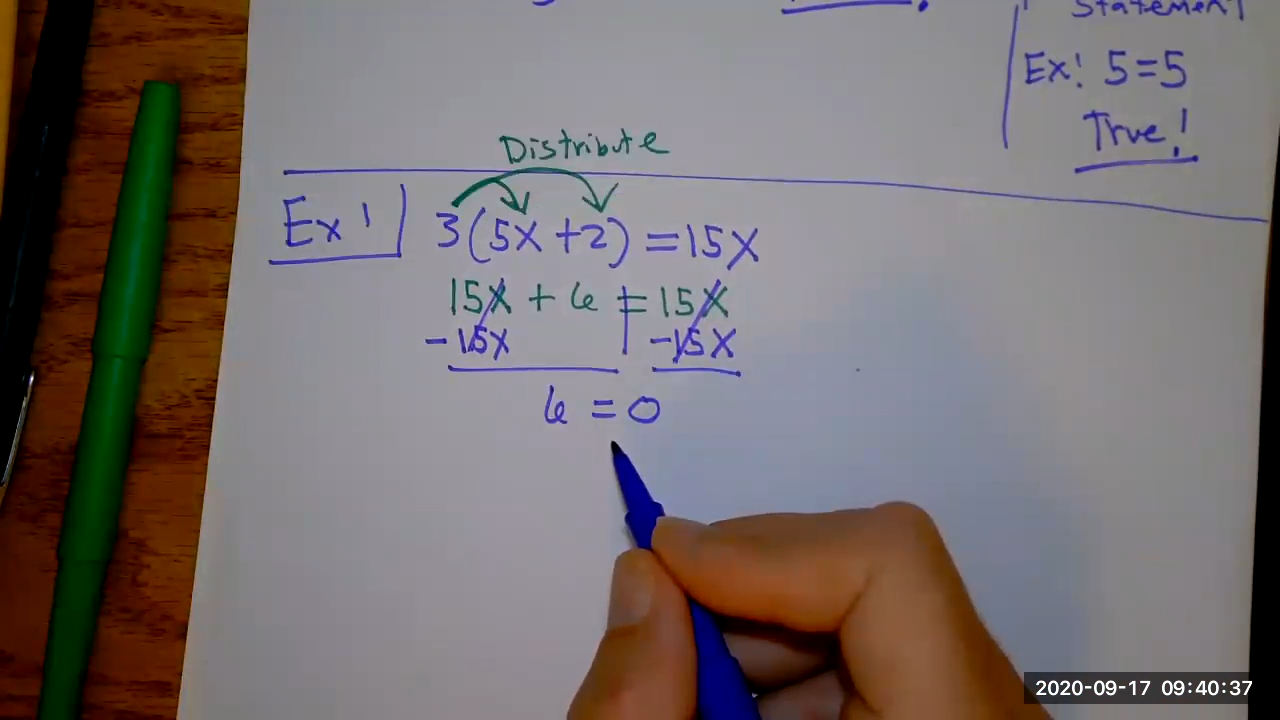 Statement
Ex! 5=5
True!
Distribute
Ex 1 3(5x+2)=15x
15x + 6 = 15x
-15x -15x
6 = 0
2020-09-17 09:40:37